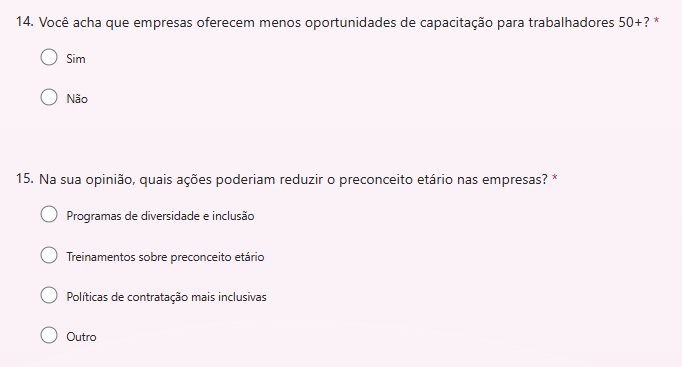 14. Você acha que empresas oferecem menos oportunidades de capacitação para trabalhadores 50+? *
Sim
Não
15. Na sua opinião, quais ações poderiam reduzir o preconceito etário nas empresas? *
Programas de diversidade e inclusão
Treinamentos sobre preconceito etário
Políticas de contratação mais inclusivas
Outro